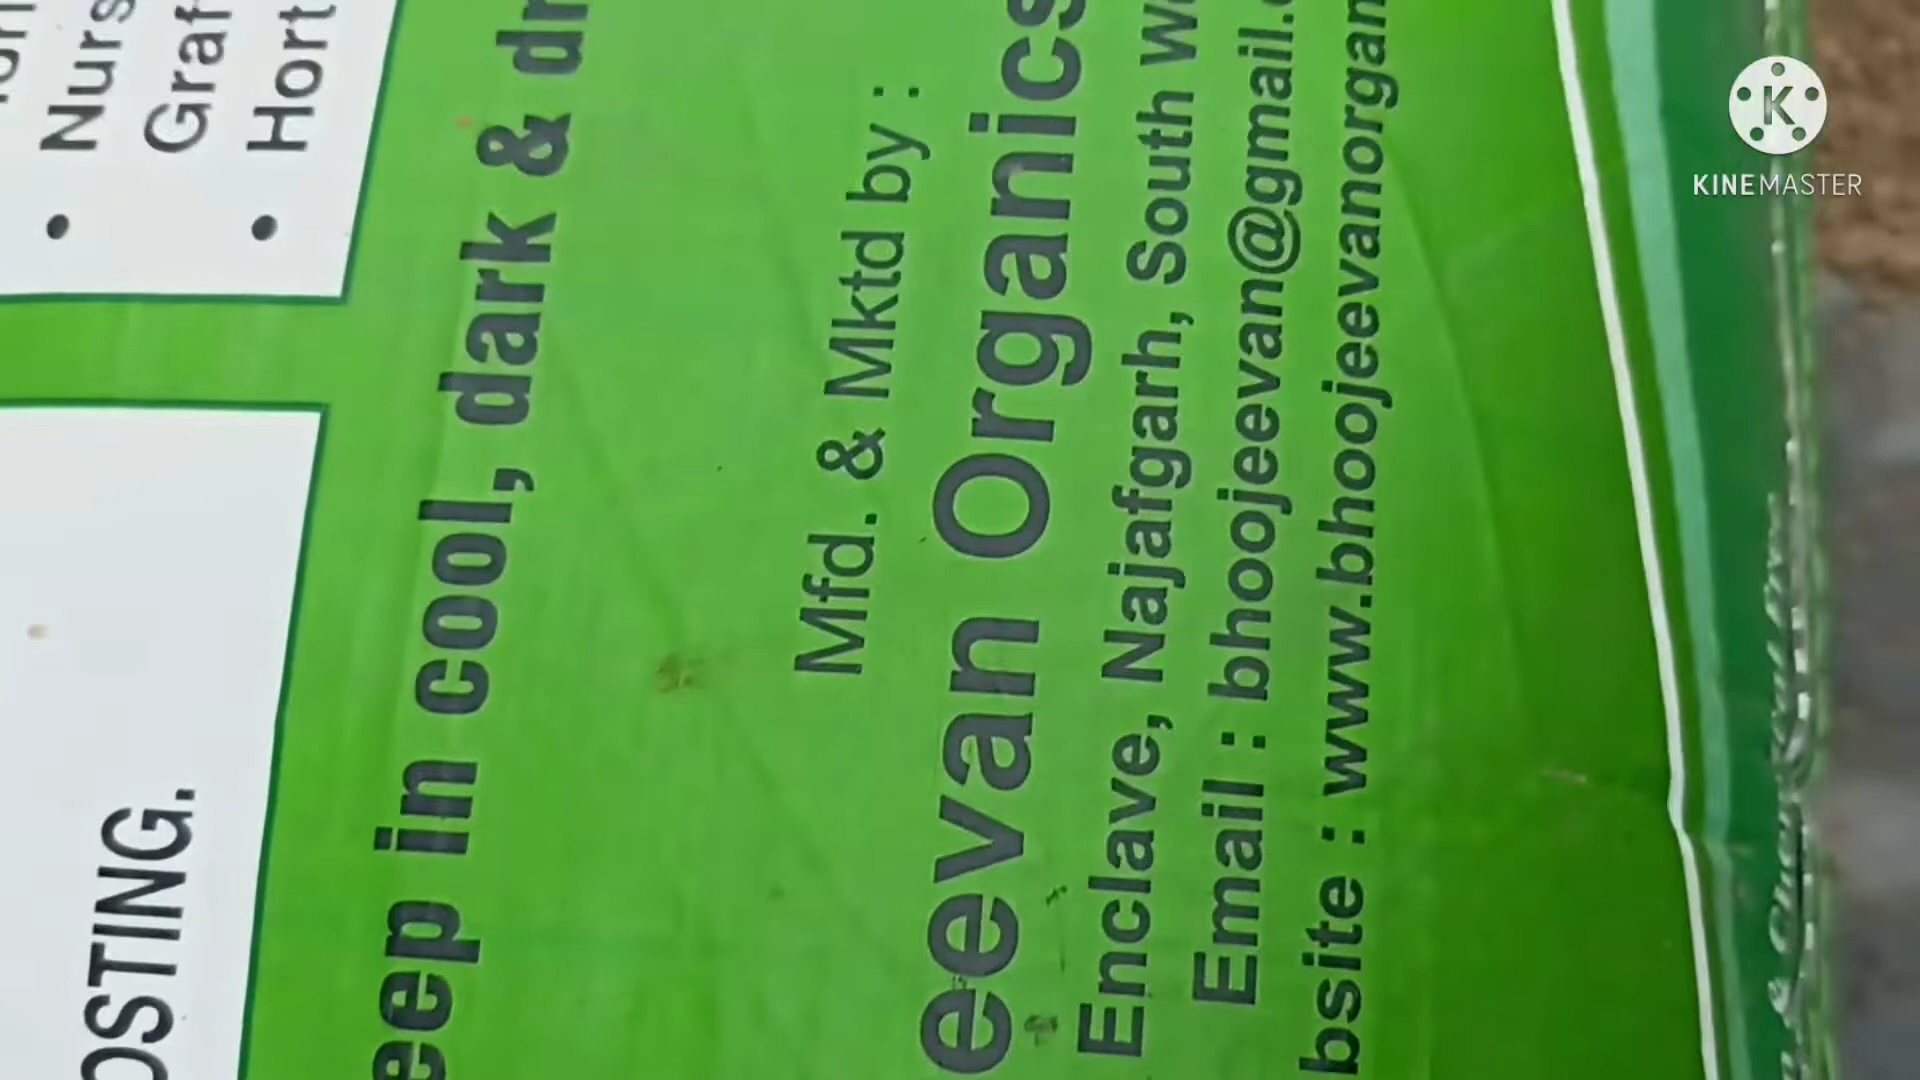 • Nurs
Graf
• Hort
OSTING.
eep in cool, dark & dr
Mfd. & Mktd by :
eevan Organics
Enclave, Najafgarh, South W
Email : bhoojeevan@gmail.
bsite : www.bhoojeevanorgan
KINEMASTER